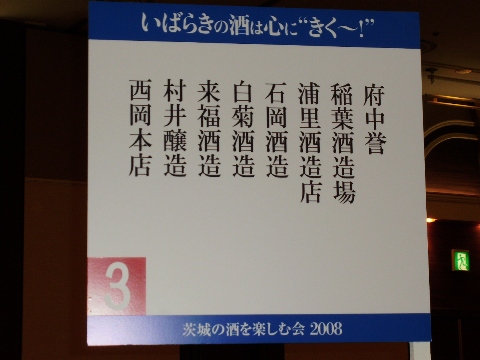 いばらきの酒は心に“きく〜!”
府中誉
稲葉酒造場
浦里酒造店
石岡酒造
白菊酒造
来福酒造
村井醸造
西岡本店
3
茨城の酒を楽しむ会 2008